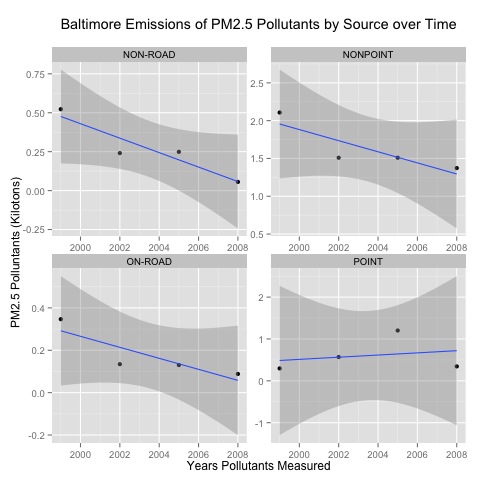 Baltimore Emissions of PM2.5 Pollutants by Source over Time
NON-ROAD
NONPOINT
0.75
0.50
0.25
0.00
-0.25
2.5
2.0
1.5
1.0
0.5
2000 2002 2004 2006 2008
2000 2002 2004 2006 2008
ON-ROAD
POINT
0.4
0.2
0.0
-0.2
2
1
0
-1
2000 2002 2004 2006 2008
2000 2002 2004 2006 2008
PM2.5 Polluntants (Kilotons)
Years Pollutants Measured